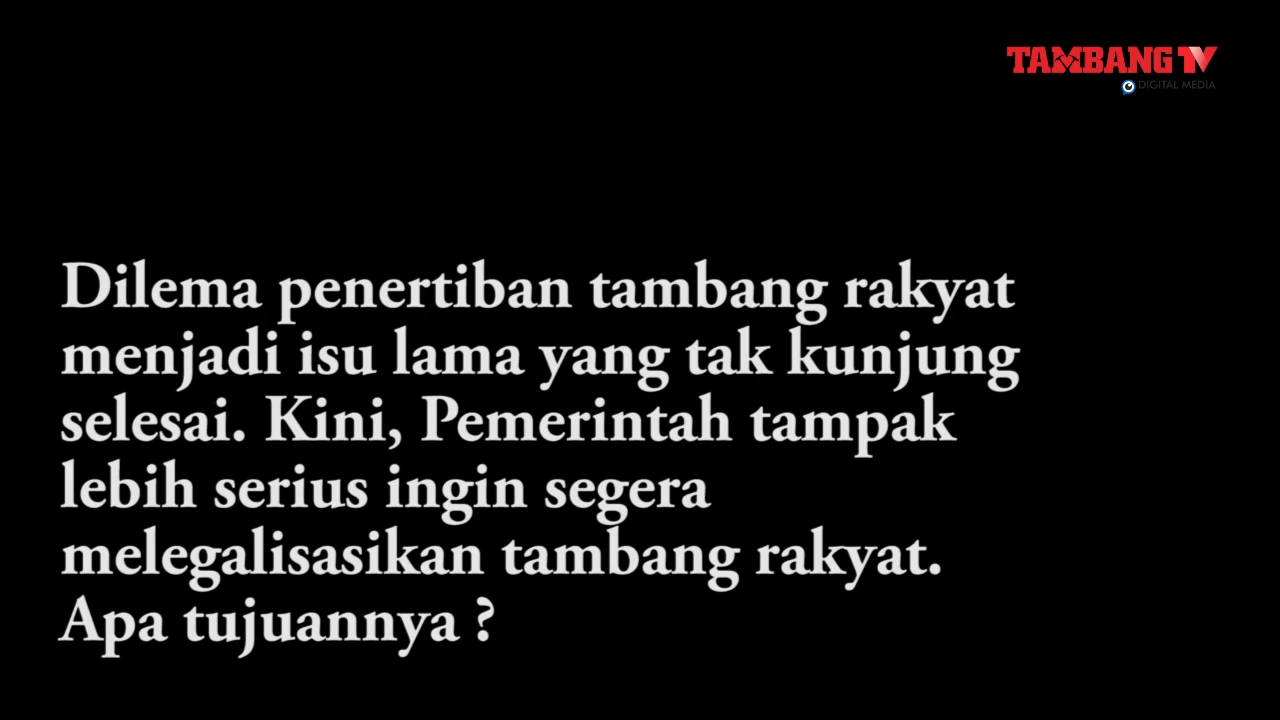 TAMBANG TV
DIGITAL MEDIA
Dilema penertiban tambang rakyat
menjadi isu lama yang tak kunjung
selesai. Kini, Pemerintah tampak
lebih serius ingin segera
melegalisasikan tambang rakyat.
Apa tujuannya ?